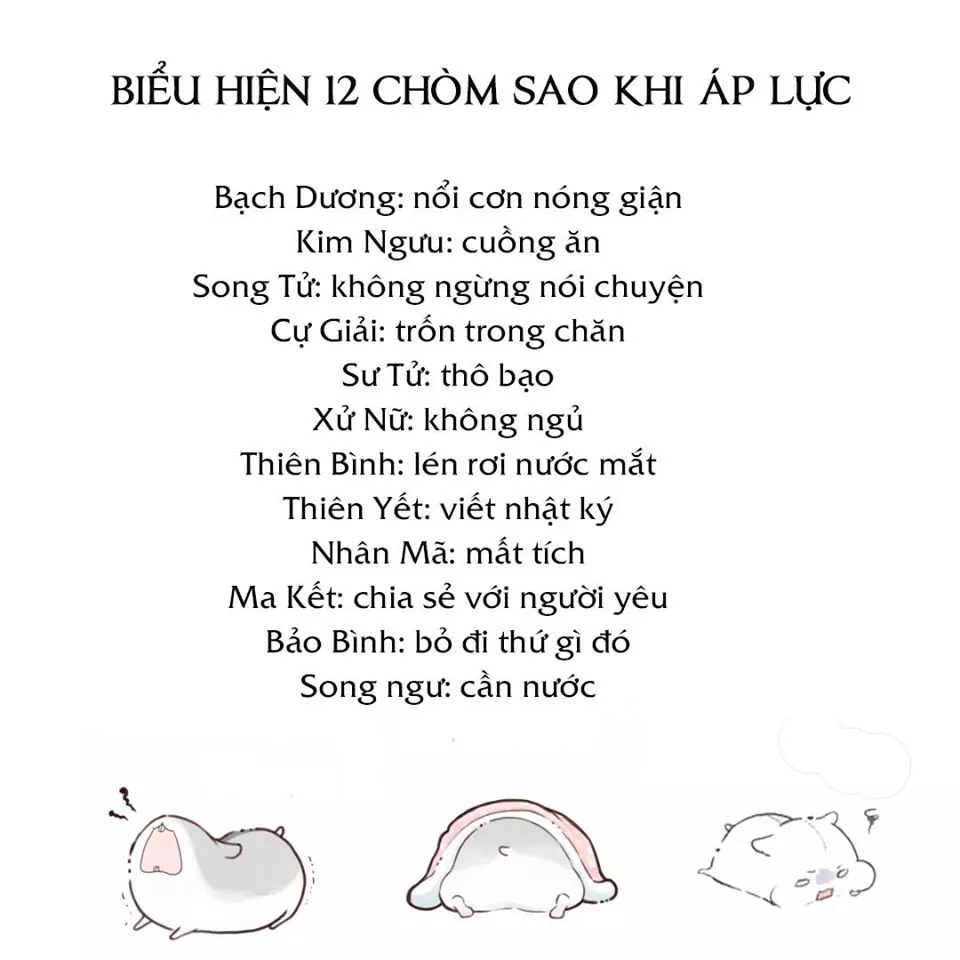 BIỂU HIỆN 12 CHÒM SAO KHI ÁP LỰC
Bạch Dương: nổi cơn nóng giận
Kim Ngưu: cuồng ăn
Song Tử: không ngừng nói chuyện
Cự Giải: trốn trong chăn
Sư Tử: thô bạo
Xử Nữ: không ngủ
Thiên Bình: lén rơi nước mắt
Thiên Yết: viết nhật ký
Nhân Mã: mất tích
Ma Kết: chia sẻ với người yêu
Bảo Bình: bỏ đi thứ gì đó
Song ngư: cần nước